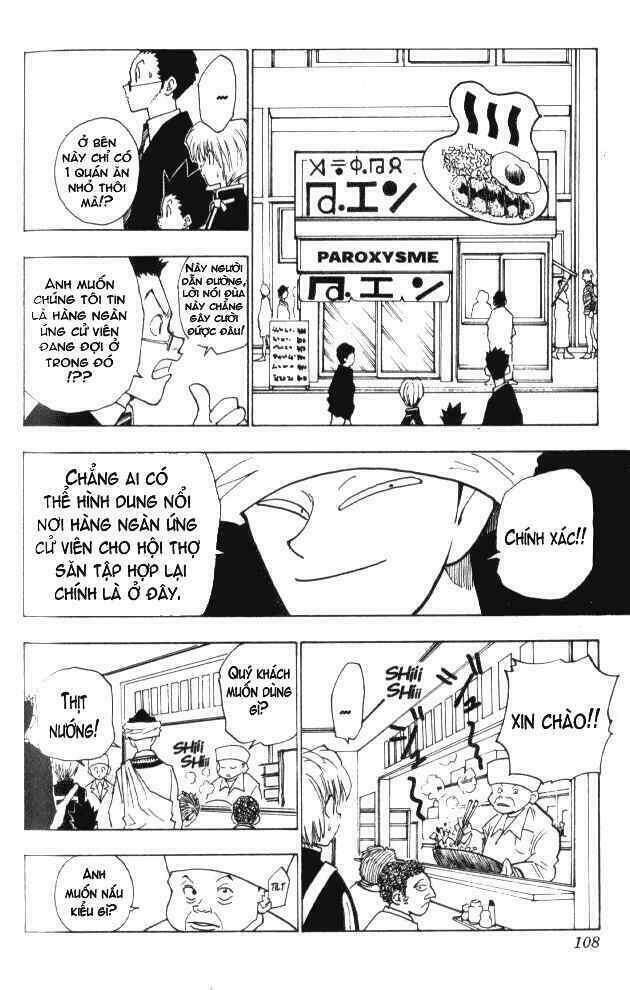 PAROXYSME
Ở BÊN
NÀY CHỈ CÓ
1 QUÁN ĂN
NHỎ THÔI
MÀ!?
NÀY NGƯỜI
DẪN ĐƯỜNG,
LỜI NÓI ĐÙA
NÀY CHẲNG
GÂY CƯỜI
ĐƯỢC ĐÂU!
ANH MUỐN
CHÚNG TÔI TIN
LÀ HÀNG NGÀN
ỨNG CỬ VIÊN
ĐANG ĐỢI Ở
TRONG ĐÓ
!??
CHÍNH XÁC!!
CHẲNG AI CÓ
THỂ HÌNH DUNG NỔI
NƠI HÀNG NGÀN ỨNG
CỬ VIÊN CHO HỘI THỢ
SĂN TẬP HỢP LẠI
CHÍNH LÀ Ở ĐÂY.
XIN CHÀO!!
SHIII
SHIII
QUÝ KHÁCH
MUỐN DÙNG
GÌ?
SHIII
SHIII
THỊT
NƯỚNG!
TILT
ANH
MUỐN NẤU
KIỂU GÌ?
108